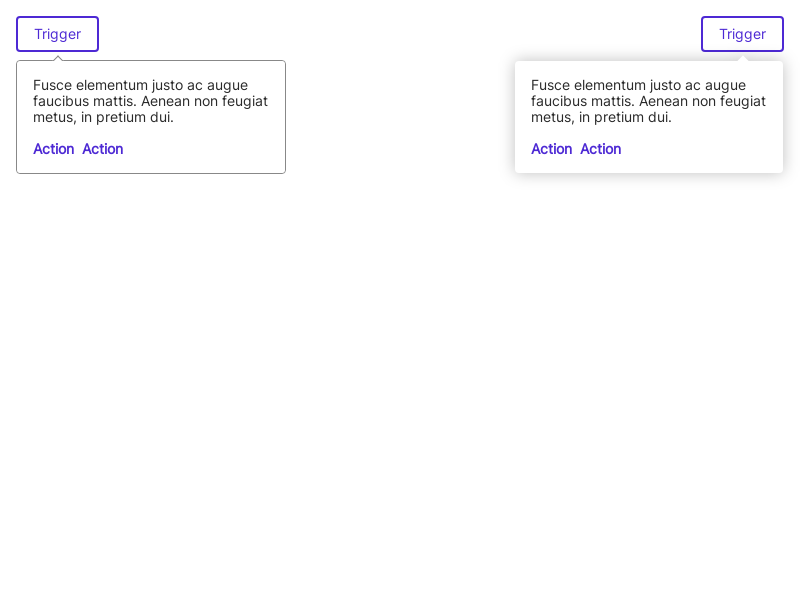 Trigger
Fusce elementum justo ac augue
faucibus mattis. Aenean non feugiat
metus, in pretium dui.
Action Action
Trigger
Fusce elementum justo ac augue
faucibus mattis. Aenean non feugiat
metus, in pretium dui.
Action Action